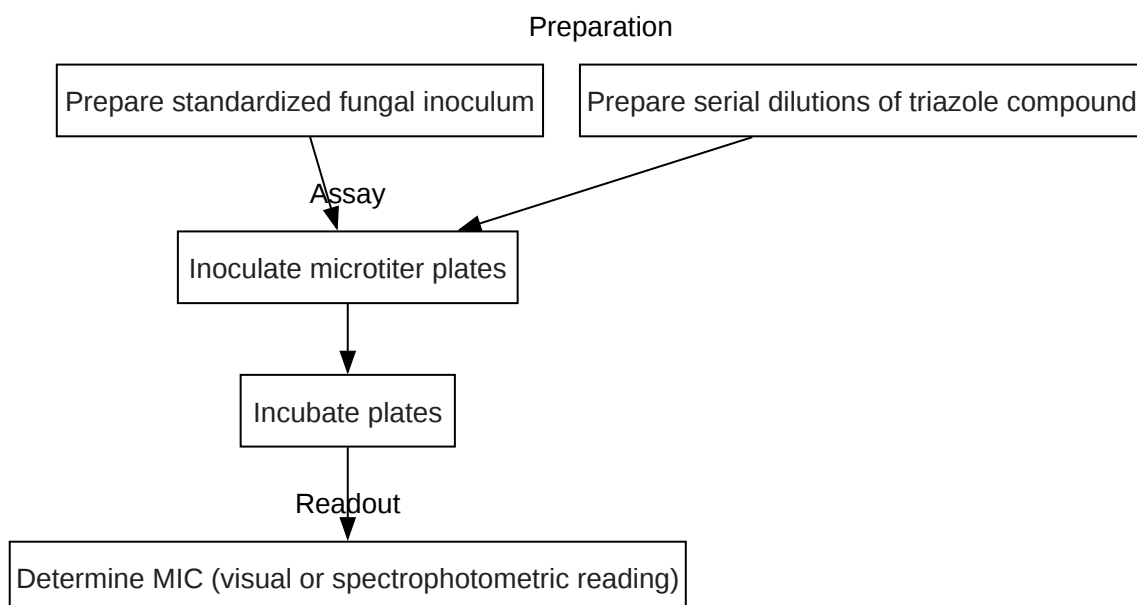 Preparation
Prepare standardized fungal inoculum
Prepare serial dilutions of triazole compound
Assay
Inoculate microtiter plates
Incubate plates
Readout
Determine MIC (visual or spectrophotometric reading)